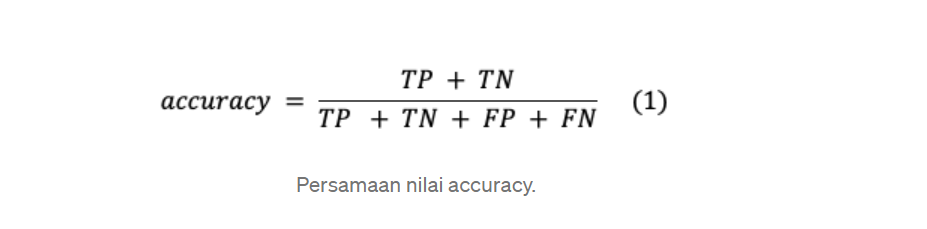 accuracy = TP + TN / TP + TN + FP + FN (1)
Persamaan nilai accuracy.